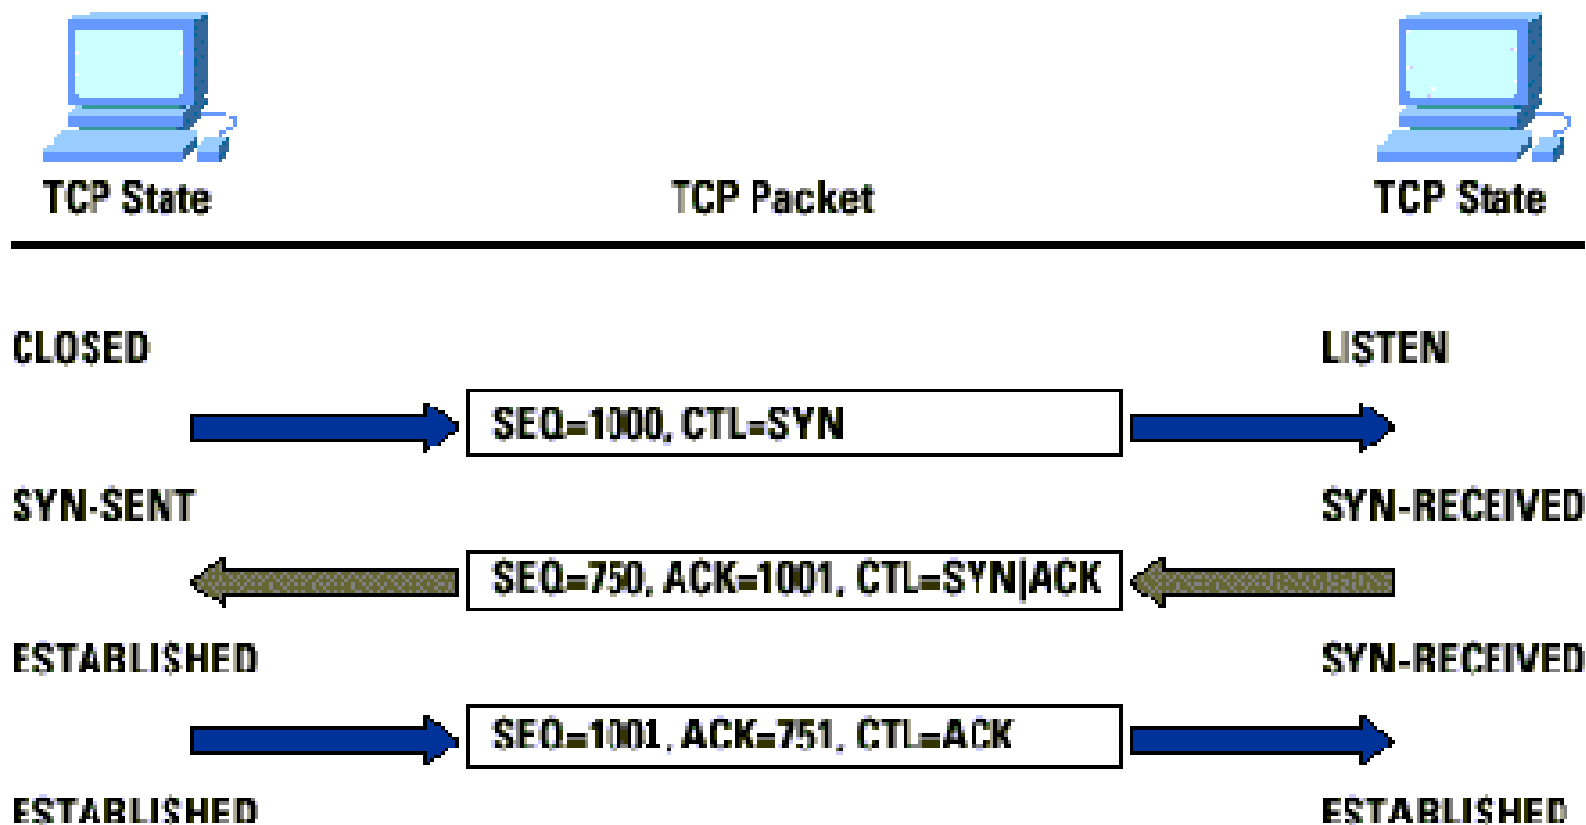 TCP State TCP Packet TCP State
CLOSED LISTEN
SEQ=1000, CTL=SYN
SYN-SENT SYN-RECEIVED
SEQ=750, ACK=1001, CTL=SYN|ACK
ESTABLISHED SYN-RECEIVED
SEQ=1001, ACK=751, CTL=ACK
ESTABLISHED ESTABLISHED